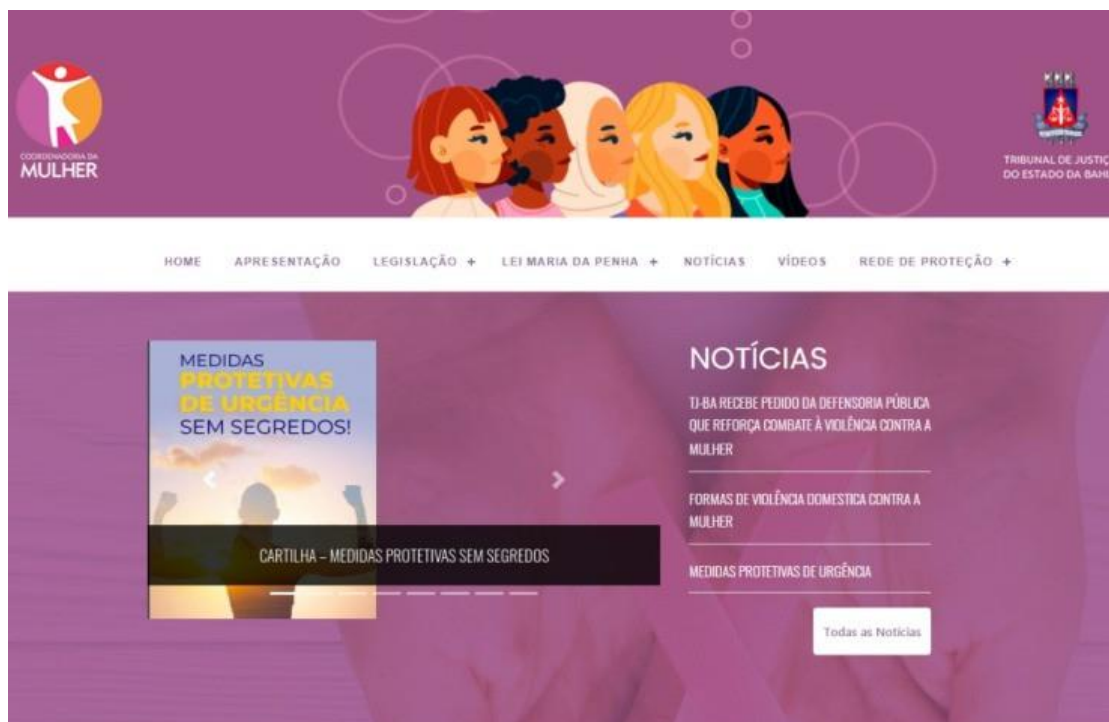 COORDENADORIA DA
MULHER
TRIBUNAL DE JUSTIÇ
DO ESTADO DA BAHI
HOME APRESENTAÇÃO LEGISLAÇÃO + LEI MARIA DA PENHA + NOTÍCIAS VÍDEOS REDE DE PROTEÇÃO +
MEDIDAS
PROTETIVAS
DE URGÊNCIA
SEM SEGREDOS!
CARTILHA – MEDIDAS PROTETIVAS SEM SEGREDOS
NOTÍCIAS
TJ-BA RECEBE PEDIDO DA DEFENSORIA PÚBLICA
QUE REFORÇA COMBATE À VIOLÊNCIA CONTRA A
MULHER
FORMAS DE VIOLÊNCIA DOMESTICA CONTRA A
MULHER
MEDIDAS PROTETIVAS DE URGÊNCIA
Todas as Notícias